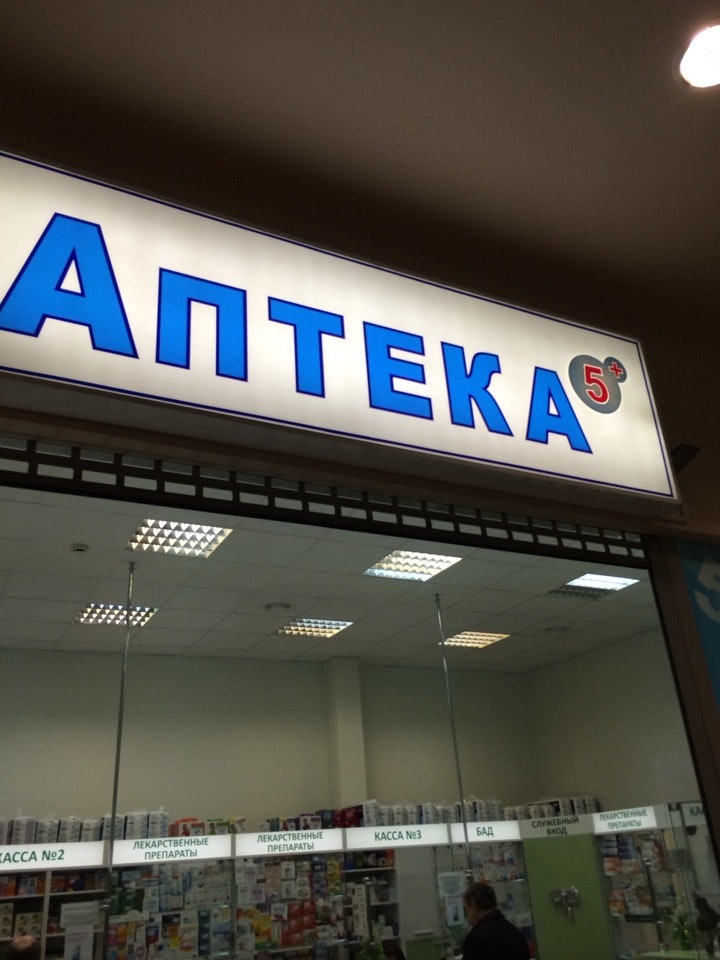 АПТЕКА 5+
КАССА №2
ЛЕКАРСТВЕННЫЕ
ПРЕПАРАТЫ
ЛЕКАРСТВЕННЫЕ
ПРЕПАРАТЫ
КАССА №3
БАД
СЛУЖЕБНЫЙ
ВХОД
ЛЕКАРСТВЕННЫЕ
ПРЕПАРАТЫ